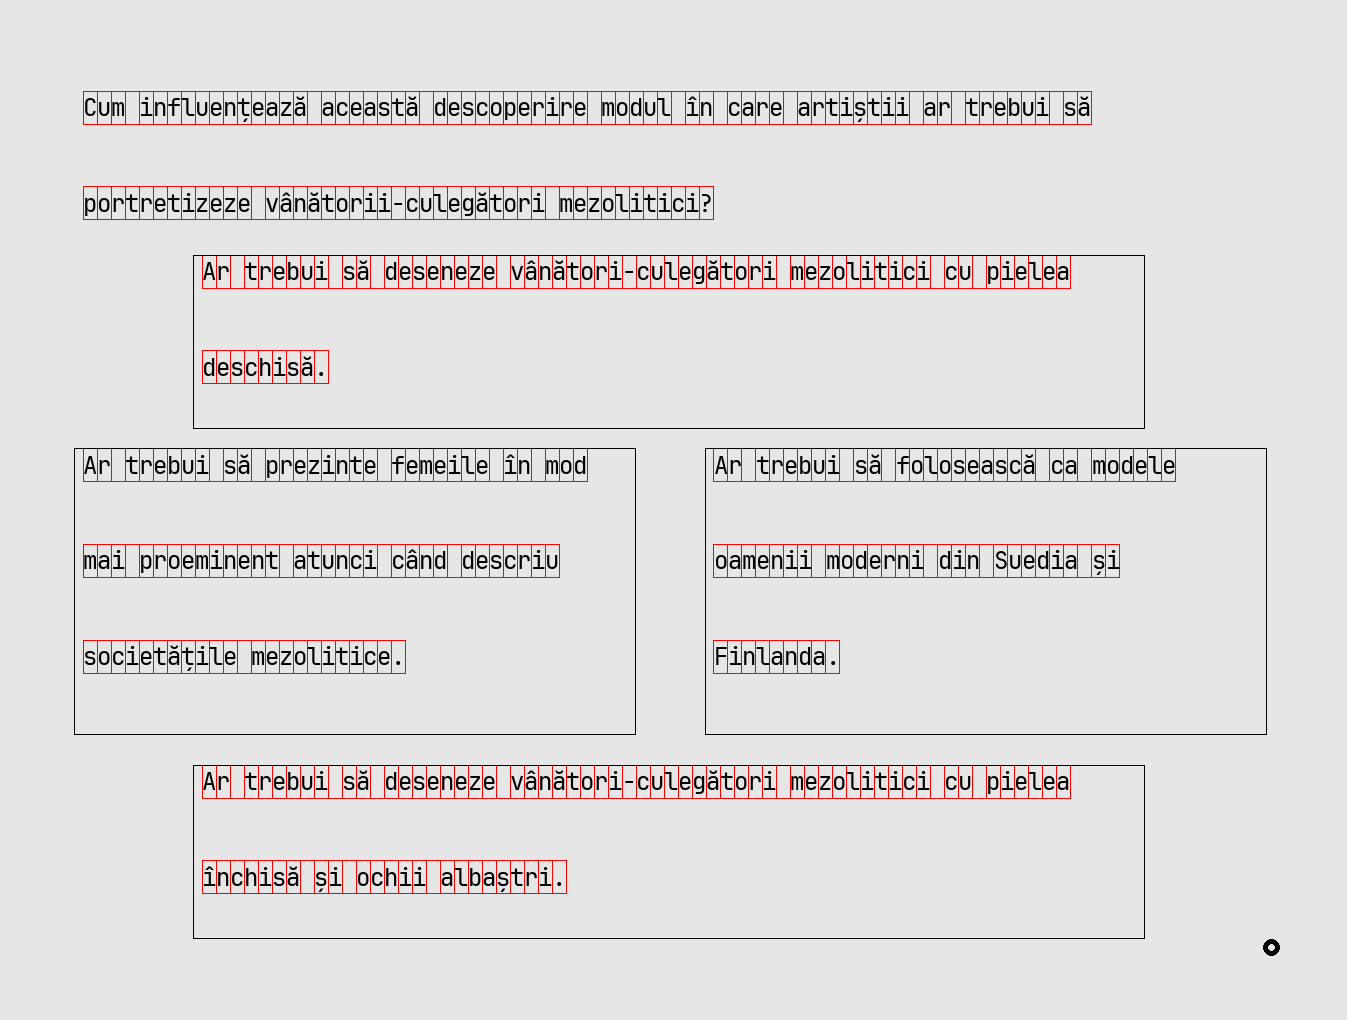 Cum influențează această descoperire modul în care artiștii ar trebui să
portretizeze vânătorii-culegători mezolitici?
Ar trebui să deseneze vânători-culegători mezolitici cu pielea
deschisă.
Ar trebui să prezinte femeile în mod
mai proeminent atunci când descriu
societățile mezolitice.
Ar trebui să folosească ca modele
oamenii moderni din Suedia și
Finlanda.
Ar trebui să deseneze vânători-culegători mezolitici cu pielea
închisă și ochii albaștri.